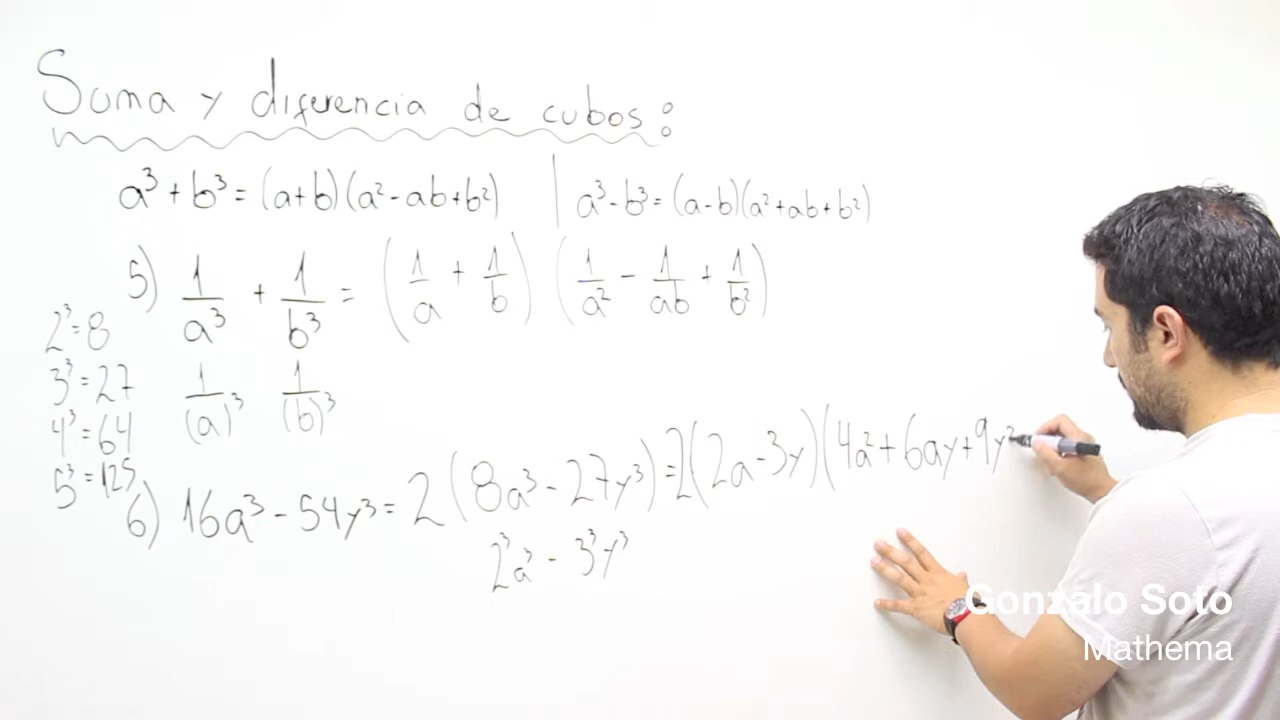 Suma y diferencia de cubos:
a³ + b³ = (a+b)(a² - ab + b²) | a³ - b³ = (a-b)(a² + ab + b²)
5) 1/a³ + 1/b³ = (1/a + 1/b) (1/a² - 1/ab + 1/b²)
2³=8
3³=27
1/(a)³ 1/(b)³
4³=64
5³=125
6) 16a³ - 54y³ = 2(8a³ - 27y³) = 2(2a - 3y)(4a² + 6ay + 9y²
2³a³ - 3³y³
Gonzalo Soto
Mathema